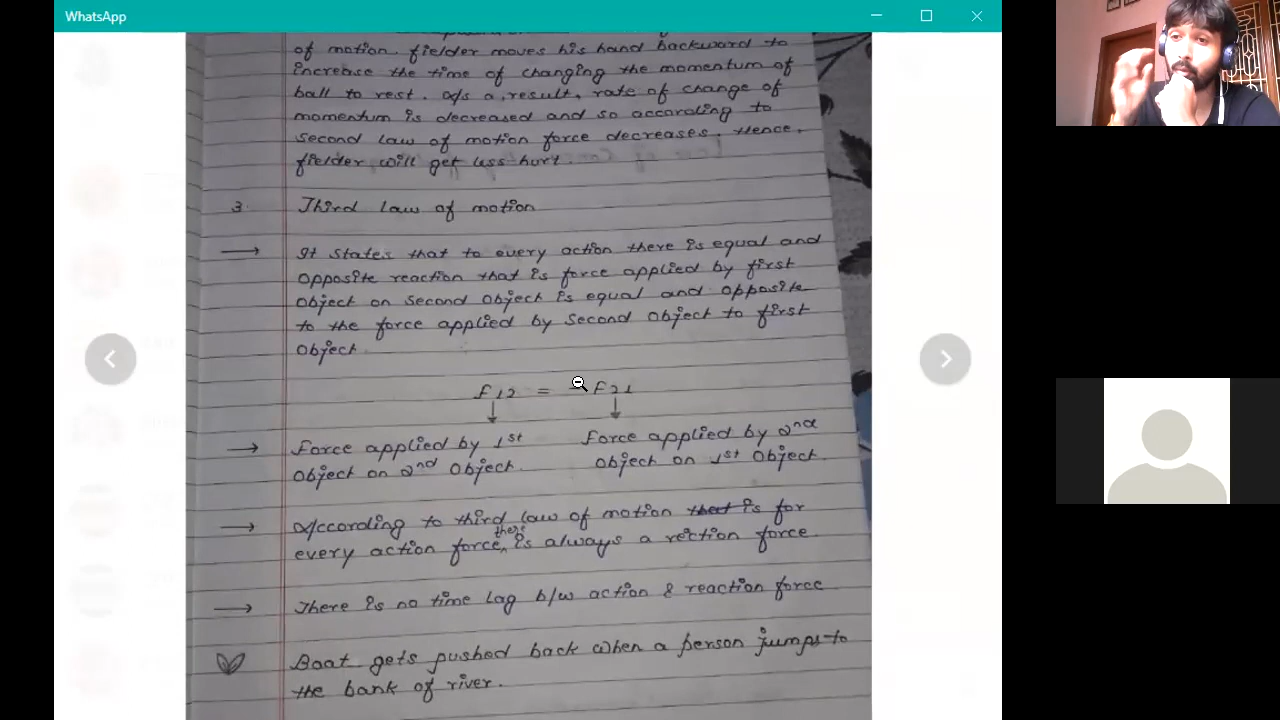 WhatsApp
of motion. fielder moves his hand backward to
increase the time of changing the momentum of
ball to rest. As a result, rate of change of
momentum is decreased and so according to
second law of motion force decreases. Hence,
fielder will get less hurt.
3. Third law of motion
→ It states that to every action there is equal and
opposite reaction that is force applied by first
object on second object is equal and opposite
to the force applied by second object to first
object.
F12 = -F21
↓ ↓
→ Force applied by 1st Force applied by 2nd
object on 2nd object. object on 1st object.
→ According to third law of motion that is for
every action force, there is always a rection force.
→ There is no time lag b/w action & reaction force
Boat gets pushed back when a person jumps to
the bank of river.